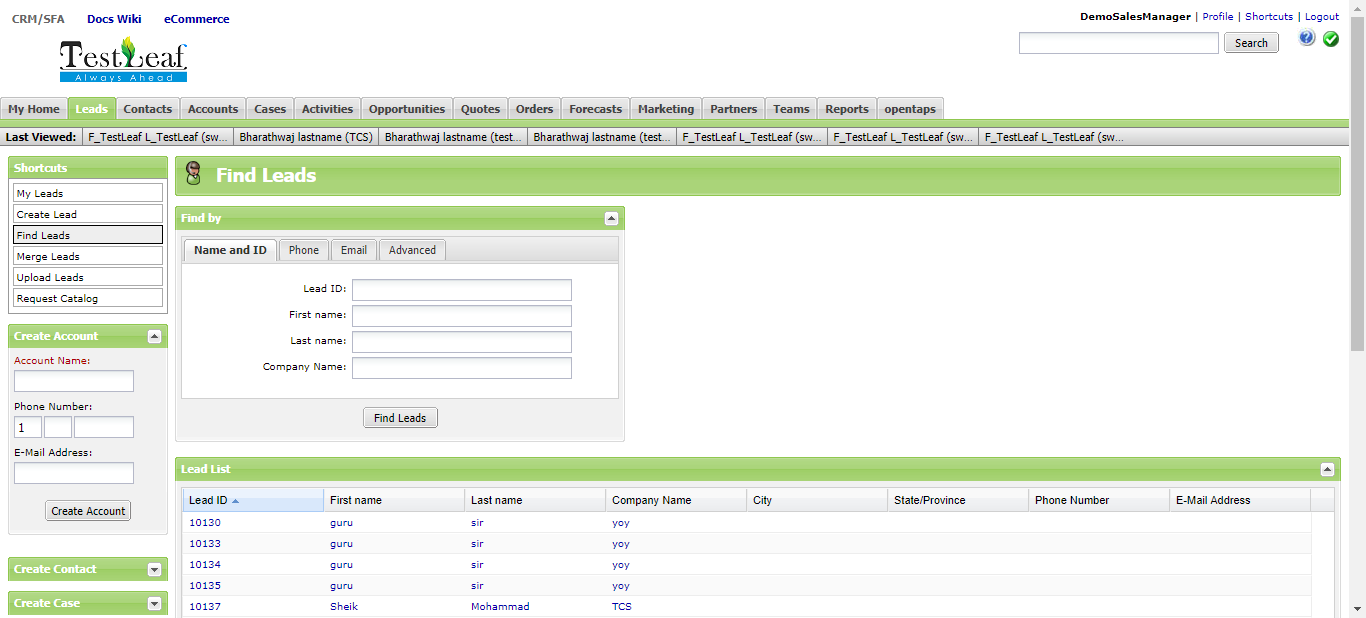 CRM/SFA Docs Wiki eCommerce
DemoSalesManager | Profile | Shortcuts | Logout
TestLeaf
Always Ahead
Search
?
My Home Leads Contacts Accounts Cases Activities Opportunities Quotes Orders Forecasts Marketing Partners Teams Reports opentaps
Last Viewed: F_TestLeaf L_TestLeaf (sw... Bharathwaj lastname (TCS) Bharathwaj lastname (test... Bharathwaj lastname (test... F_TestLeaf L_TestLeaf (sw... F_TestLeaf L_TestLeaf (sw... F_TestLeaf L_TestLeaf (sw...
Shortcuts
My Leads
Create Lead
Find Leads
Merge Leads
Upload Leads
Request Catalog
Create Account
Account Name:
Phone Number:
1
E-Mail Address:
Create Account
Create Contact
Create Case
Find Leads
Find by
Name and ID Phone Email Advanced
Lead ID:
First name:
Last name:
Company Name:
Find Leads
Lead List
Lead ID First name Last name Company Name City State/Province Phone Number E-Mail Address
10130 guru sir yoy
10133 guru sir yoy
10134 guru sir yoy
10135 guru sir yoy
10137 Sheik Mohammad TCS